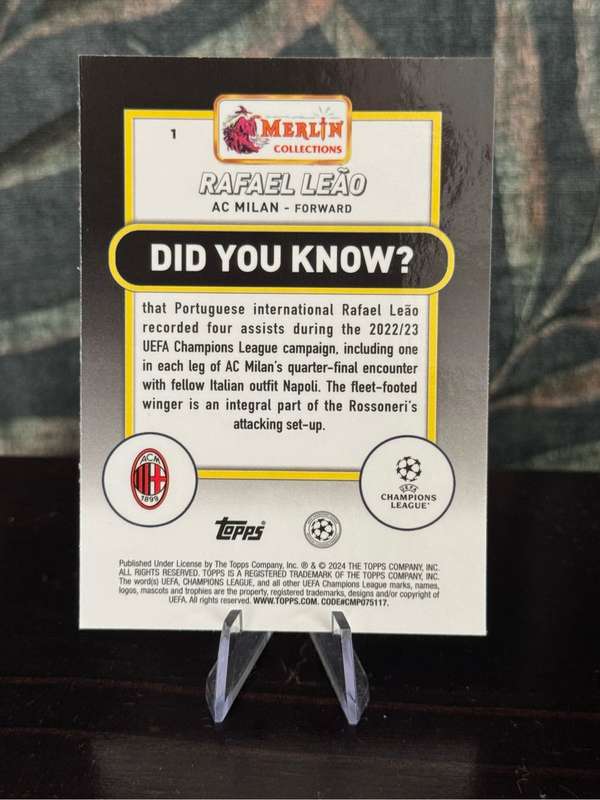 1
MERLIN
COLLECTIONS
RAFAEL LEÃO
AC MILAN - FORWARD
DID YOU KNOW?
that Portuguese international Rafael Leão
recorded four assists during the 2022/23
UEFA Champions League campaign, including one
in each leg of AC Milan's quarter-final encounter
with fellow Italian outfit Napoli. The fleet-footed
winger is an integral part of the Rossoneri's
attacking set-up.
ACM
1899
UEFA
CHAMPIONS
LEAGUE
topps
Published Under License by The Topps Company, Inc. ® & © 2024 THE TOPPS COMPANY, INC.
ALL RIGHTS RESERVED. TOPPS IS A REGISTERED TRADEMARK OF THE TOPPS COMPANY, INC.
The word(s) UEFA, CHAMPIONS LEAGUE, and all other UEFA Champions League marks, names,
logos, mascots and trophies are the property, registered trademarks, designs and/or copyright of
UEFA. All rights reserved. WWW.TOPPS.COM. CODE#CMP075117.